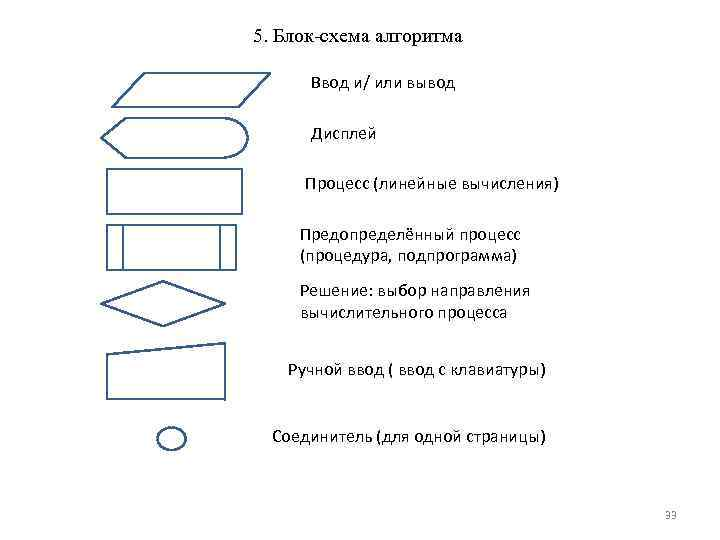 5. Блок-схема алгоритма
Ввод и/ или вывод
Дисплей
Процесс (линейные вычисления)
Предопределённый процесс
(процедура, подпрограмма)
Решение: выбор направления
вычислительного процесса
Ручной ввод ( ввод с клавиатуры)
Соединитель (для одной страницы)
33